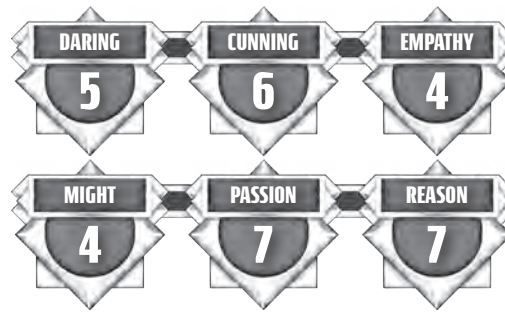 DARING CUNNING EMPATHY
5 6 4
MIGHT PASSION REASON
4 7 7